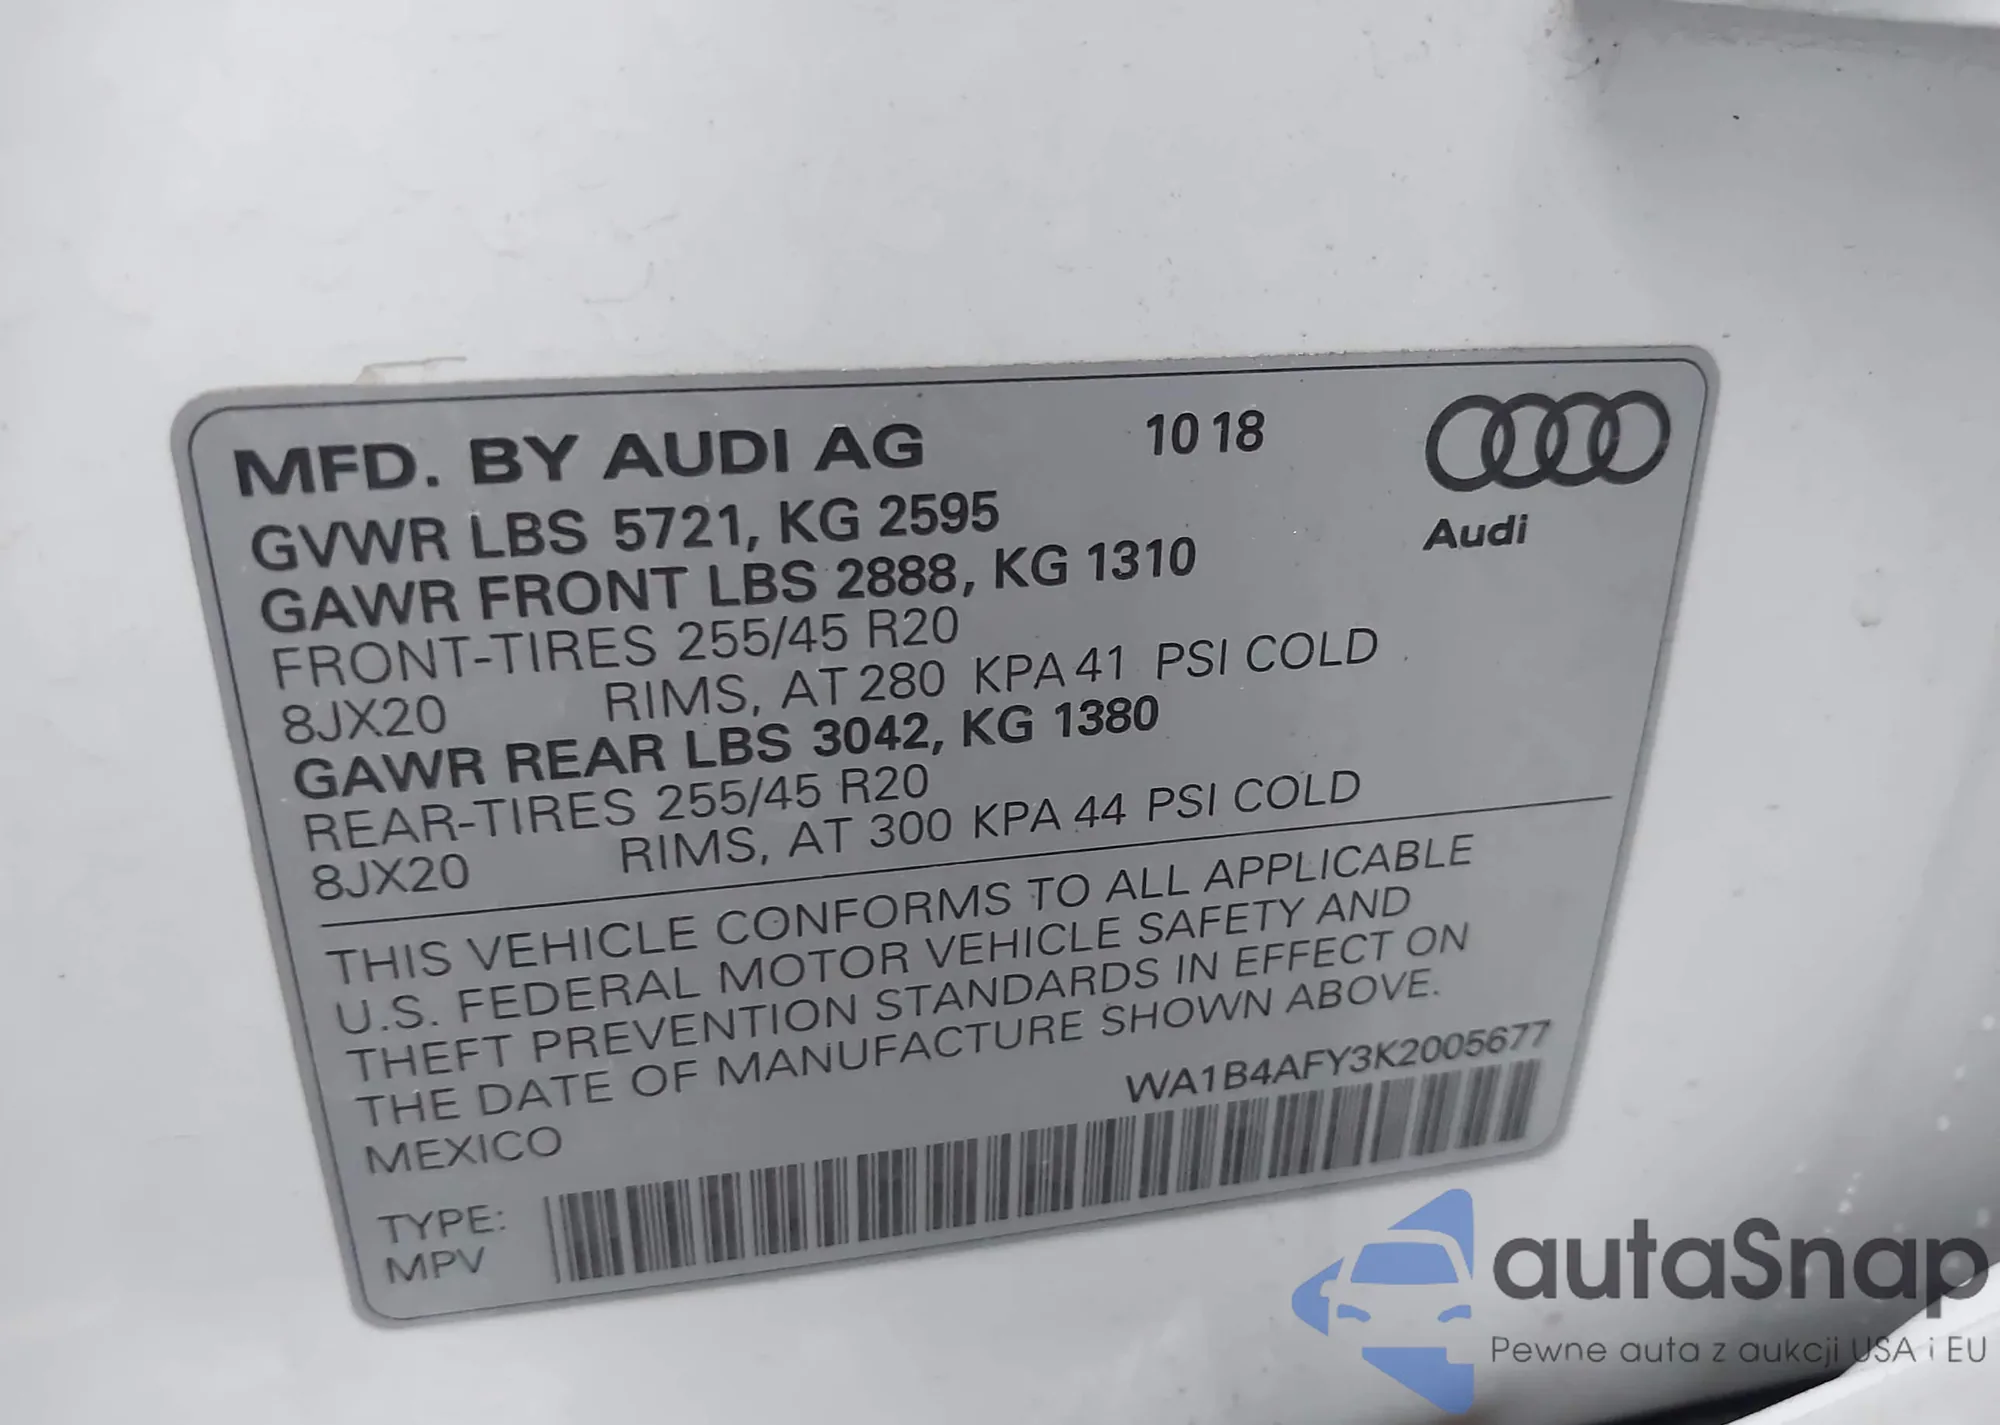 MFD. BY AUDI AG 10 18
Audi
GVWR LBS 5721, KG 2595
GAWR FRONT LBS 2888, KG 1310
FRONT-TIRES 255/45 R20
8JX20 RIMS, AT 280 KPA 41 PSI COLD
GAWR REAR LBS 3042, KG 1380
REAR-TIRES 255/45 R20
8JX20 RIMS, AT 300 KPA 44 PSI COLD
THIS VEHICLE CONFORMS TO ALL APPLICABLE
U.S. FEDERAL MOTOR VEHICLE SAFETY AND
THEFT PREVENTION STANDARDS IN EFFECT ON
THE DATE OF MANUFACTURE SHOWN ABOVE.
MEXICO WA1B4AFY3K2005677
TYPE:
MPV
autaSnap
Pewne auta z aukcji USA i EU